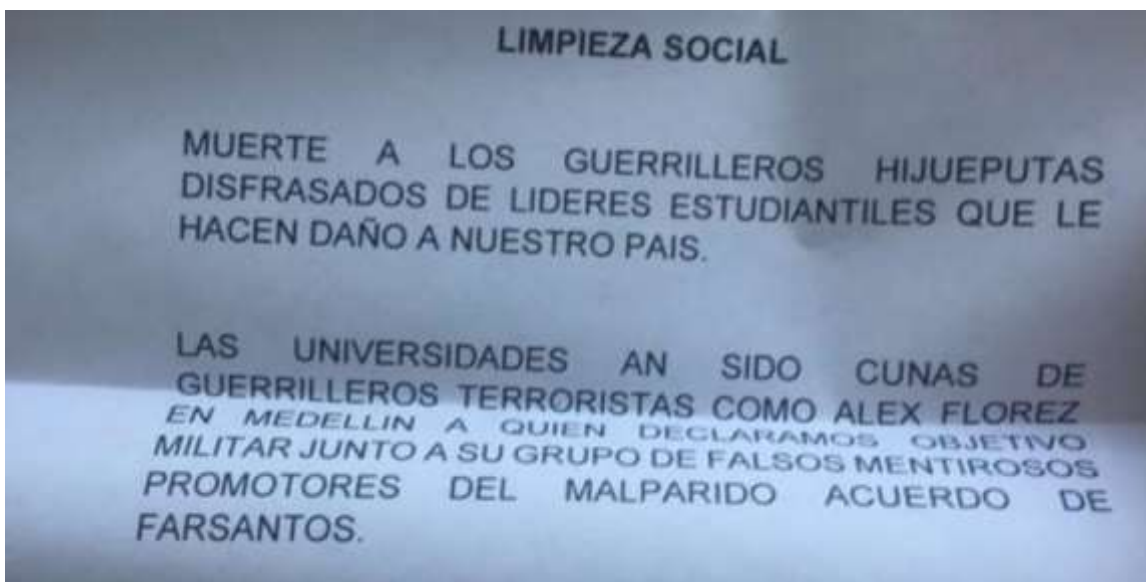 LIMPIEZA SOCIAL
MUERTE A LOS GUERRILLEROS HIJUEPUTAS
DISFRASADOS DE LIDERES ESTUDIANTILES QUE LE
HACEN DAÑO A NUESTRO PAIS.
LAS UNIVERSIDADES AN SIDO CUNAS DE
GUERRILLEROS TERRORISTAS COMO ALEX FLOREZ
EN MEDELLIN A QUIEN DECLARAMOS OBJETIVO
MILITAR JUNTO A SU GRUPO DE FALSOS MENTIROSOS
PROMOTORES DEL MALPARIDO ACUERDO DE
FARSANTOS.